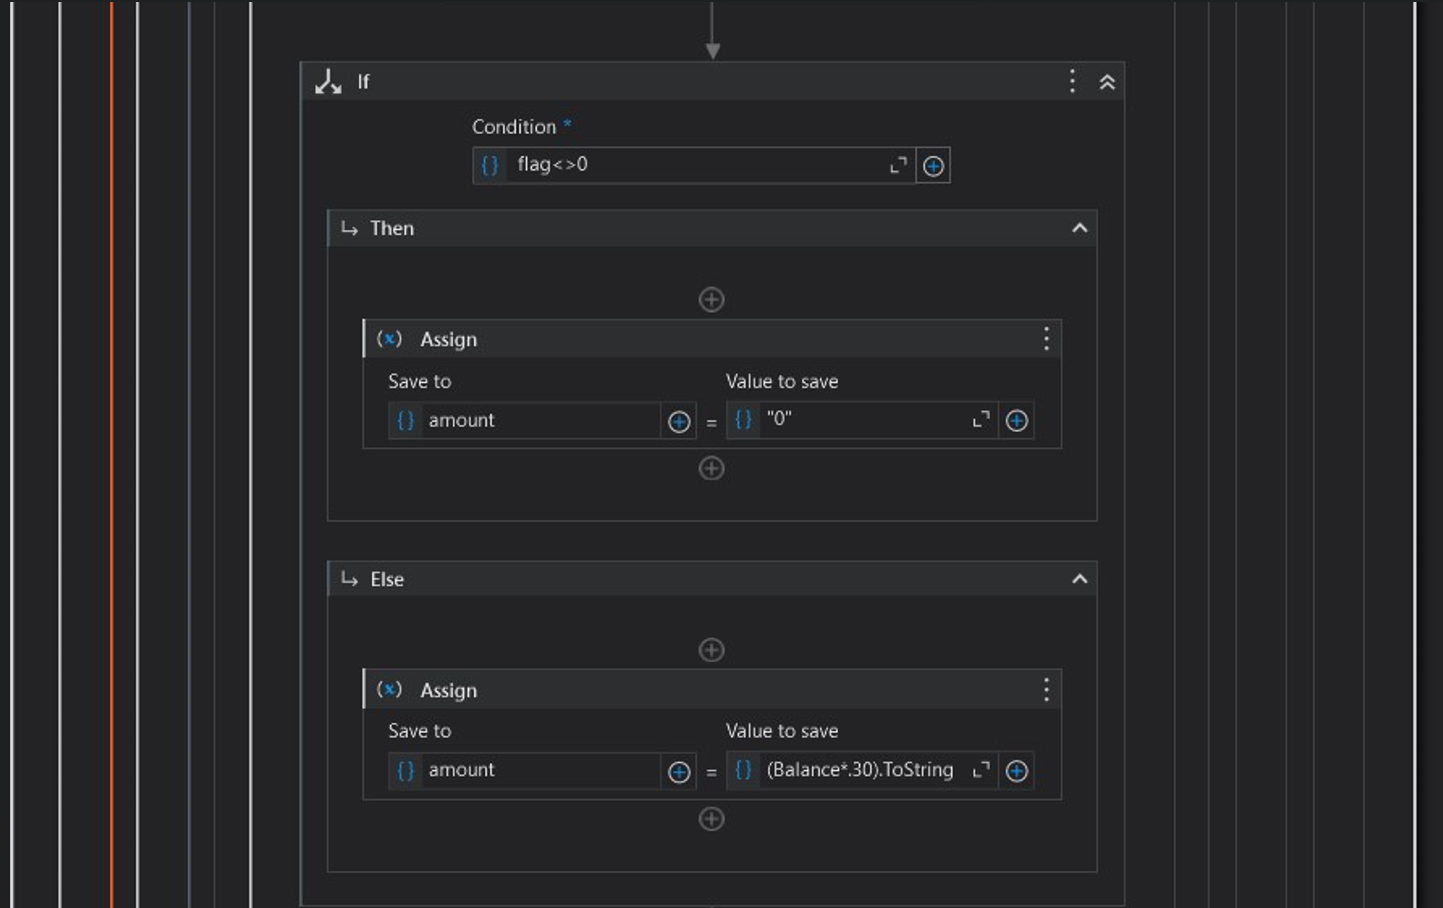 If
Condition *
{} flag<>0
Then
(x) Assign
Save to Value to save
{} amount = {} "0"
Else
(x) Assign
Save to Value to save
{} amount = {} (Balance*.30).ToString